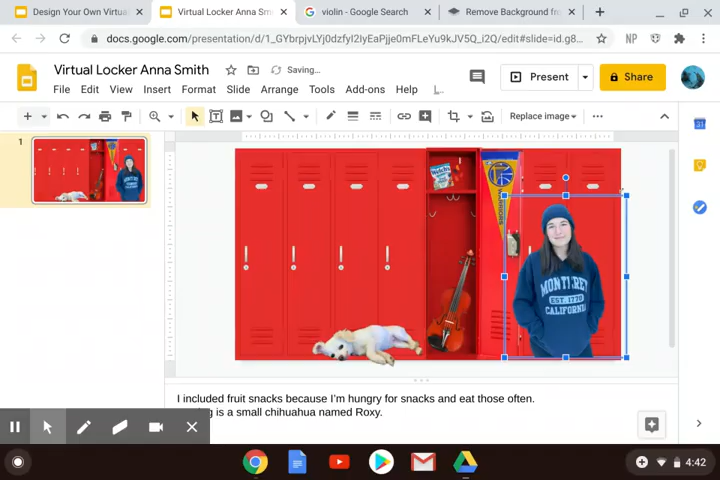 Design Your Own Virtua
Virtual Locker Anna Smi
violin - Google Search
Remove Background fro
docs.google.com/presentation/d/1_GYbrpjvLYj0dzfyI2IyEaPjje0mFLeYu9kJV5Q_i2Q/edit#slide=id.g8...
NP
Virtual Locker Anna Smith
Saving...
File Edit View Insert Format Slide Arrange Tools Add-ons Help
Present
Share
Replace image
1
WARRIORS
MONTEREY
EST. 1770
CALIFORNIA
I included fruit snacks because I'm hungry for snacks and eat those often.
is a small chihuahua named Roxy.
4:42